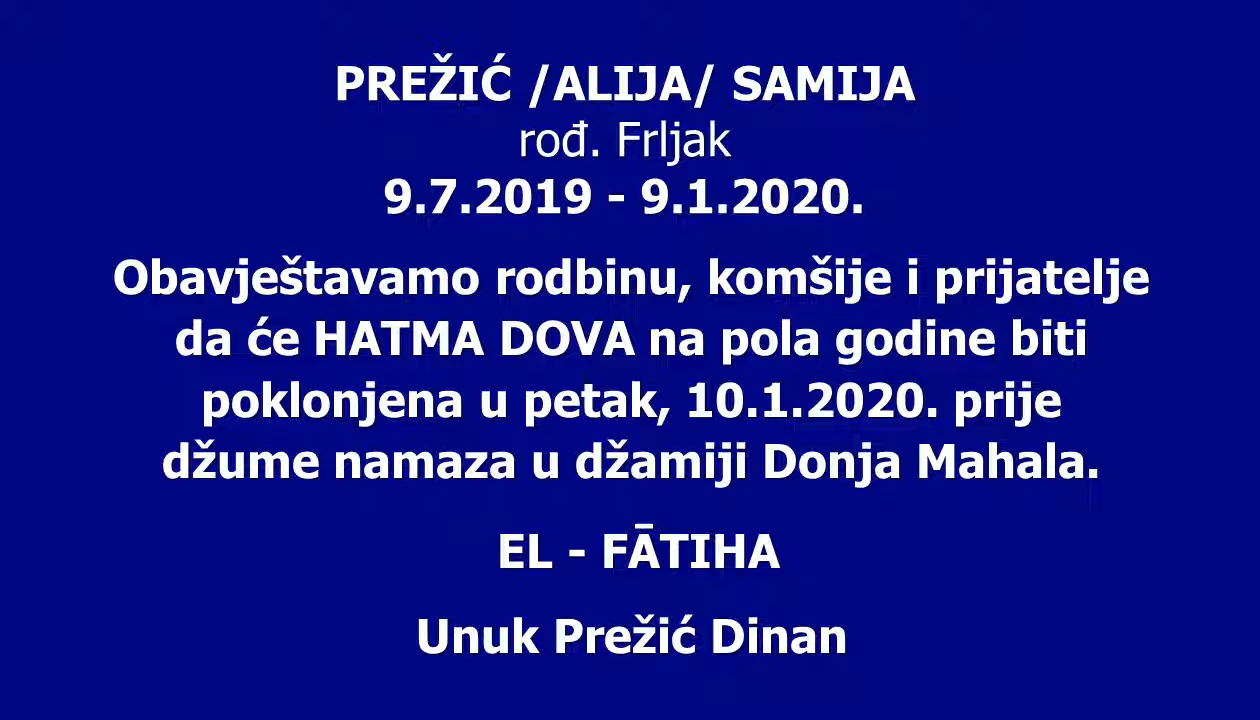 PREŽIĆ /ALIJA/ SAMIJA
rođ. Frljak
9.7.2019 - 9.1.2020.
Obavještavamo rodbinu, komšije i prijatelje
da će HATMA DOVA na pola godine biti
poklonjena u petak, 10.1.2020. prije
džume namaza u džamiji Donja Mahala.
EL - FĀTIHA
Unuk Prežić Dinan